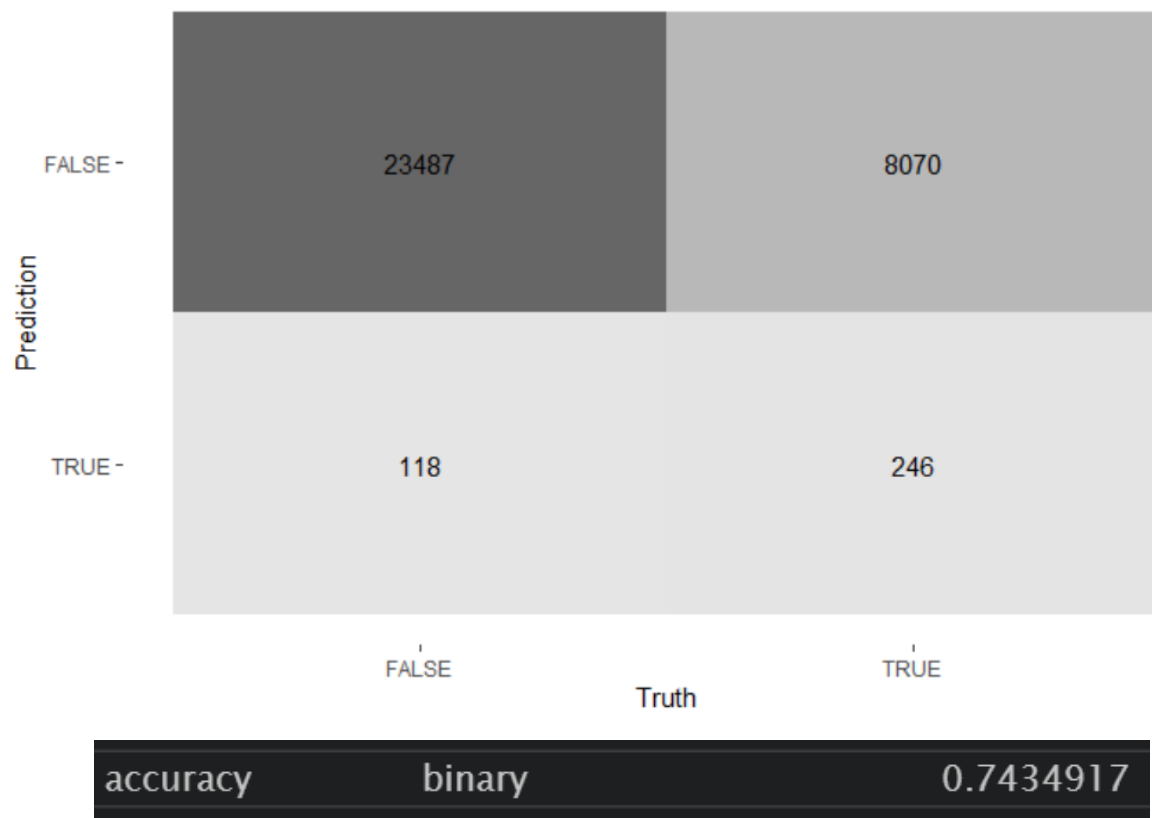 FALSE
23487 8070
Prediction
TRUE
118 246
FALSE TRUE
Truth
accuracy binary 0.7434917